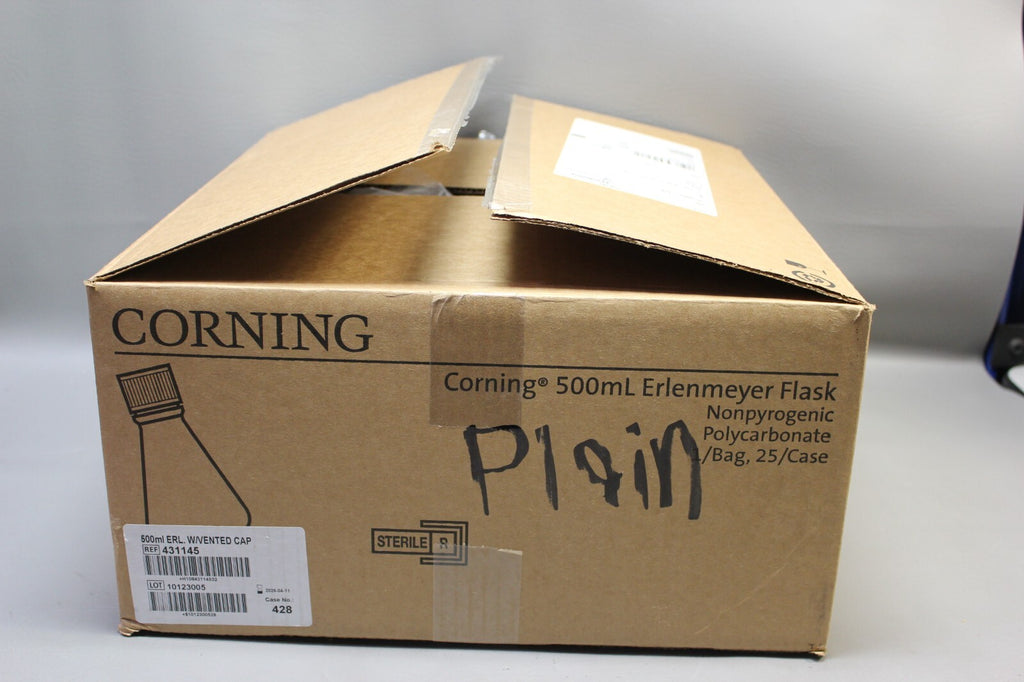 CORNING
Corning® 500mL Erlenmeyer Flask
Nonpyrogenic
Polycarbonate
1/Bag, 25/Case
Plain
STERILE R
500ml ERL. W/VENTED CAP
REF 431145
LOT 10123005
Case No.:
428